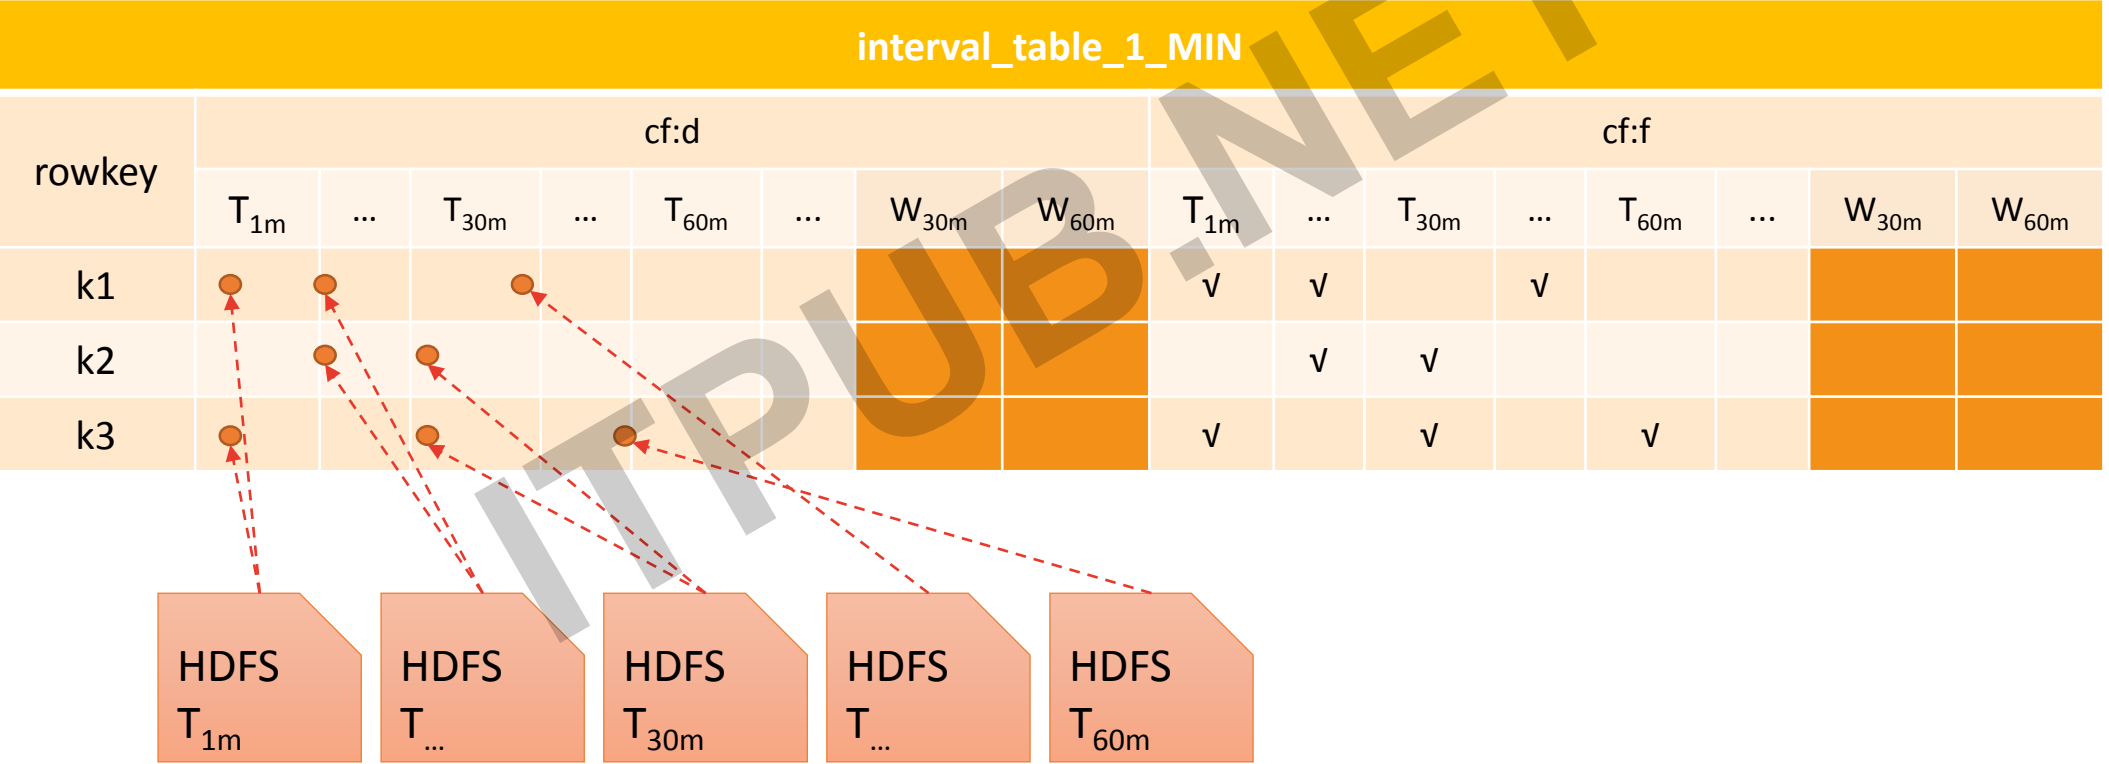 interval_table_1_MIN
rowkey cf:d cf:f
T1m ... T30m ... T60m ... W30m W60m T1m ... T30m ... T60m ... W30m W60m
k1 √ √ √
k2 √ √
k3 √ √ √
HDFS HDFS HDFS HDFS HDFS
T1m T... T30m T... T60m
ITPUB.NET